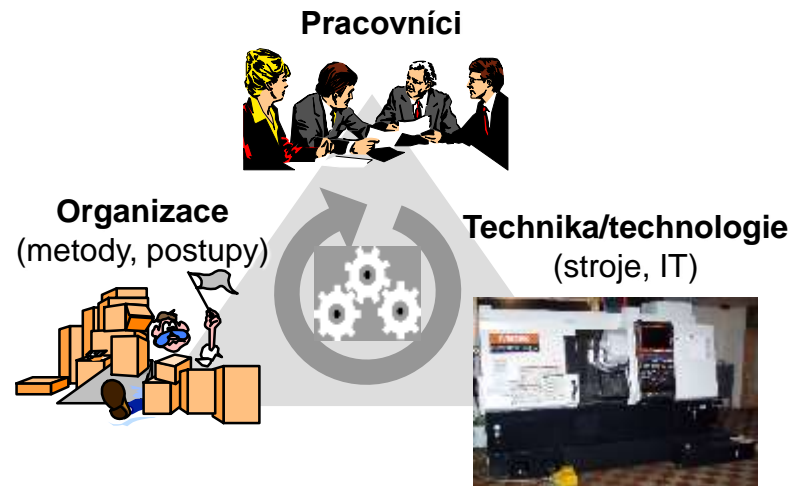 Pracovníci
Organizace
(metody, postupy)
Technika/technologie
(stroje, IT)